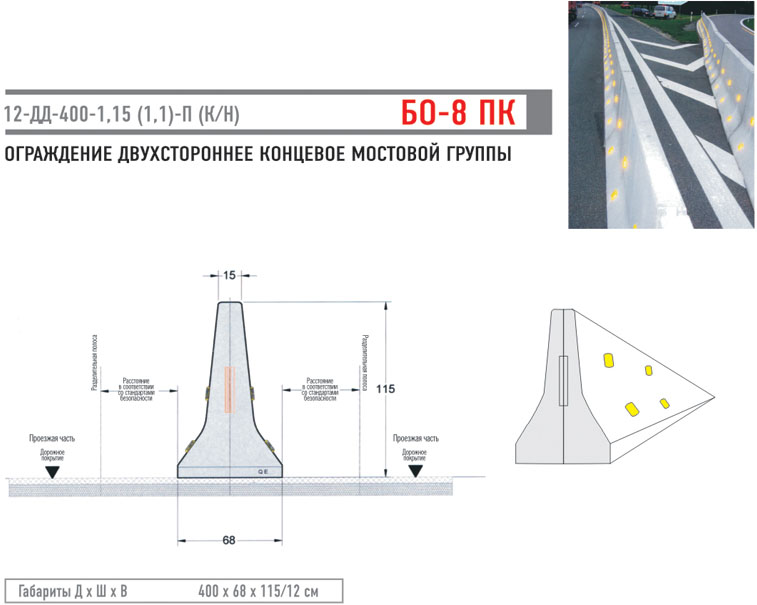 12-ДД-400-1,15 (1,1)-П (К/Н)
БО-8 ПК
ОГРАЖДЕНИЕ ДВУХСТОРОННЕЕ КОНЦЕВОЕ МОСТОВОЙ ГРУППЫ
15
Разделительная полоса
Разделительная полоса
Расстояние
в соответствии
со стандартами
безопасности
Расстояние
в соответствии
со стандартами
безопасности
115
Проезжая часть
Дорожное
покрытие
Проезжая часть
Дорожное
покрытие
QE
68
Габариты Д х Ш х В 400 х 68 х 115/12 см